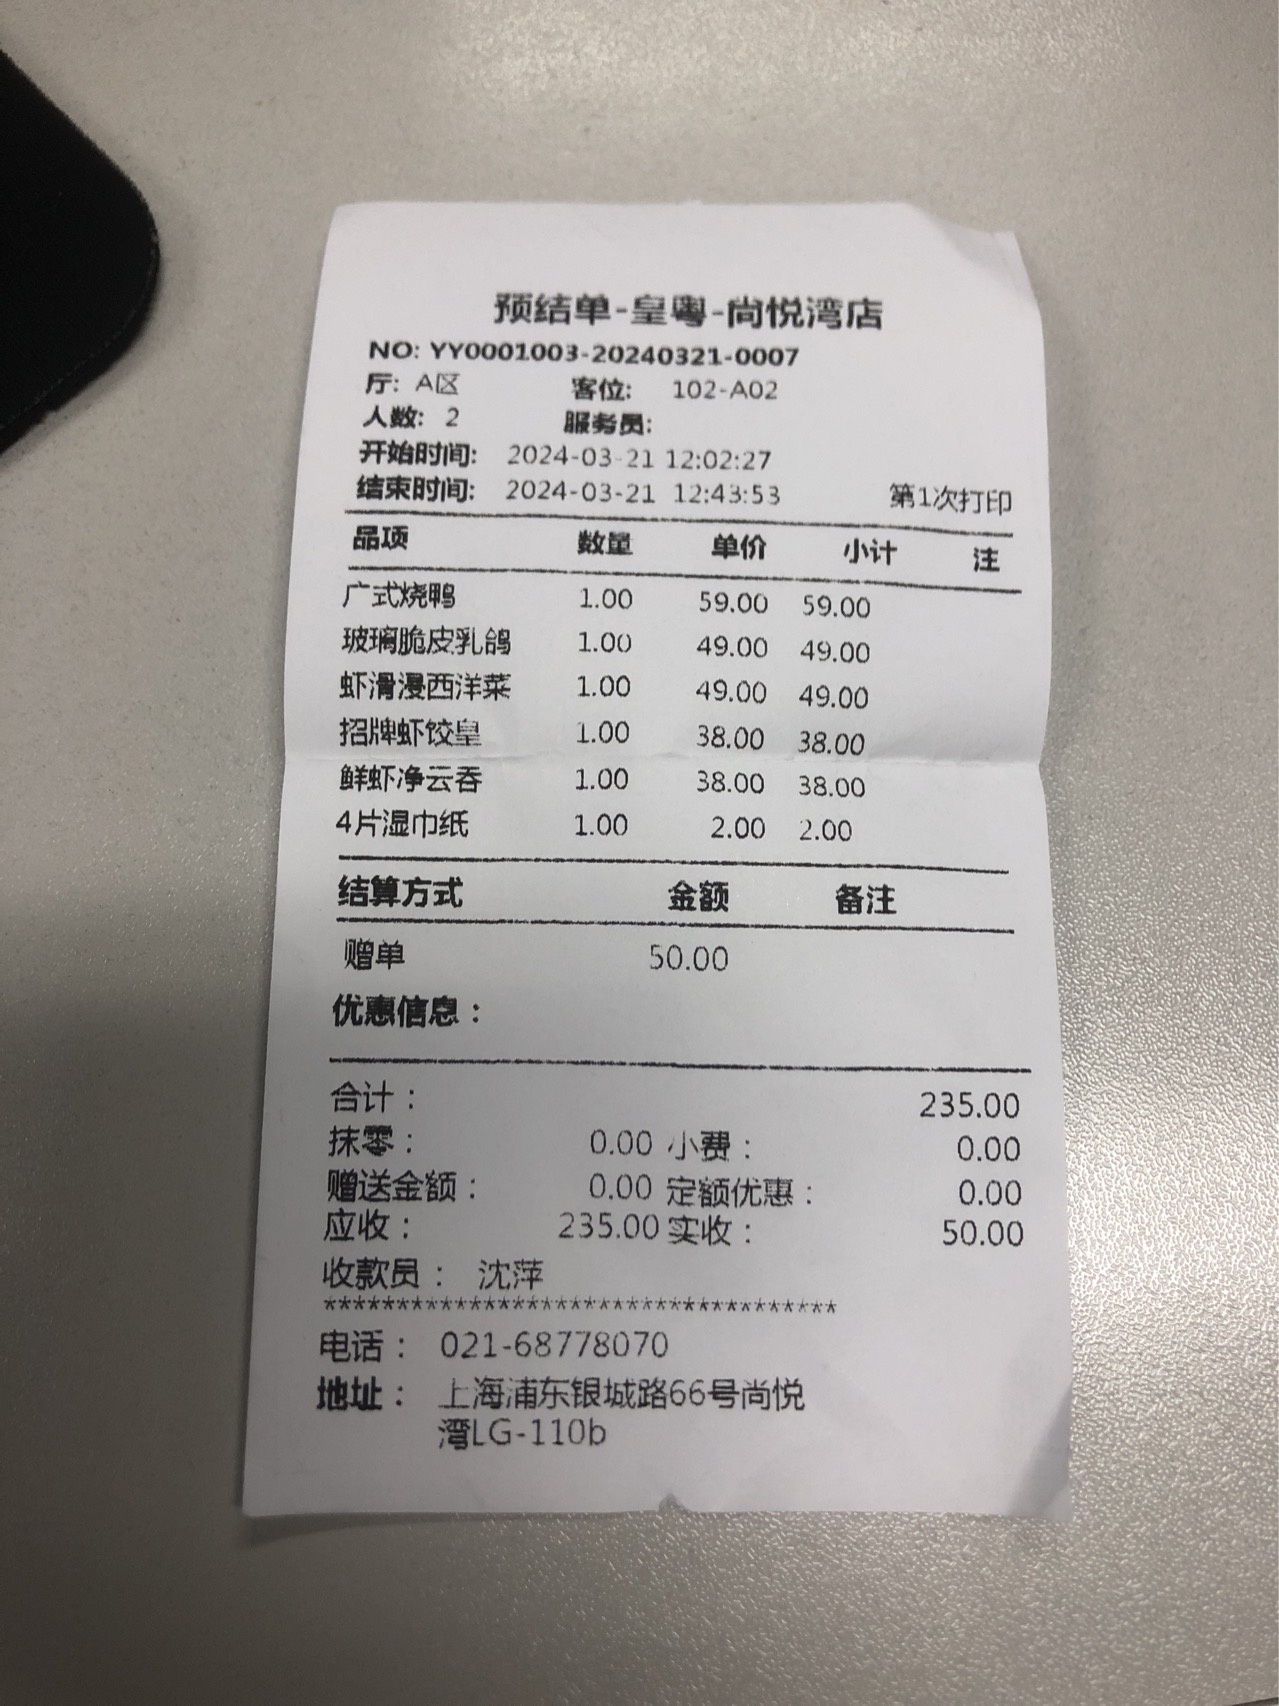 预结单-皇粤-尚悦湾店
NO: YY0001003-20240321-0007
厅: A区 客位: 102-A02
人数: 2 服务员:
开始时间: 2024-03-21 12:02:27
结束时间: 2024-03-21 12:43:53 第1次打印
品项 数量 单价 小计 注
广式烧鸭 1.00 59.00 59.00
玻璃脆皮乳鸽 1.00 49.00 49.00
虾滑漫西洋菜 1.00 49.00 49.00
招牌虾饺皇 1.00 38.00 38.00
鲜虾净云吞 1.00 38.00 38.00
4片湿巾纸 1.00 2.00 2.00
结算方式 金额 备注
赠单 50.00
优惠信息：
合计： 235.00
抹零： 0.00 小费： 0.00
赠送金额： 0.00 定额优惠： 0.00
应收： 235.00 实收： 50.00
收款员： 沈萍
************************************
电话： 021-68778070
地址： 上海浦东银城路66号尚悦
湾LG-110b